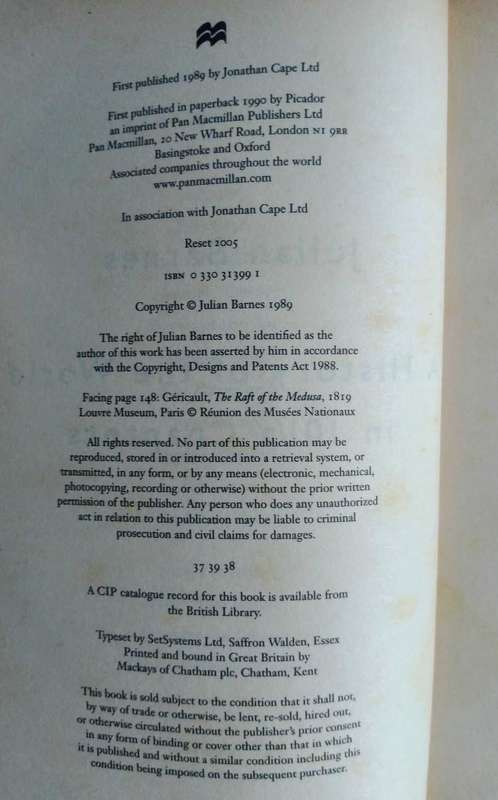 First published 1989 by Jonathan Cape Ltd
First published in paperback 1990 by Picador
an imprint of Pan Macmillan Publishers Ltd
Pan Macmillan, 20 New Wharf Road, London N1 9RR
Basingstoke and Oxford
Associated companies throughout the world
www.panmacmillan.com
In association with Jonathan Cape Ltd
Reset 2005
ISBN 0 330 31399 1
Copyright © Julian Barnes 1989
The right of Julian Barnes to be identified as the
author of this work has been asserted by him in accordance
with the Copyright, Designs and Patents Act 1988.
Facing page 148: Géricault, The Raft of the Medusa, 1819
Louvre Museum, Paris © Réunion des Musées Nationaux
All rights reserved. No part of this publication may be
reproduced, stored in or introduced into a retrieval system, or
transmitted, in any form, or by any means (electronic, mechanical,
photocopying, recording or otherwise) without the prior written
permission of the publisher. Any person who does any unauthorized
act in relation to this publication may be liable to criminal
prosecution and civil claims for damages.
37 39 38
A CIP catalogue record for this book is available from
the British Library.
Typeset by SetSystems Ltd, Saffron Walden, Essex
Printed and bound in Great Britain by
Mackays of Chatham plc, Chatham, Kent
This book is sold subject to the condition that it shall not,
by way of trade or otherwise, be lent, re-sold, hired out,
or otherwise circulated without the publisher's prior consent
in any form of binding or cover other than that in which
it is published and without a similar condition including this
condition being imposed on the subsequent purchaser.